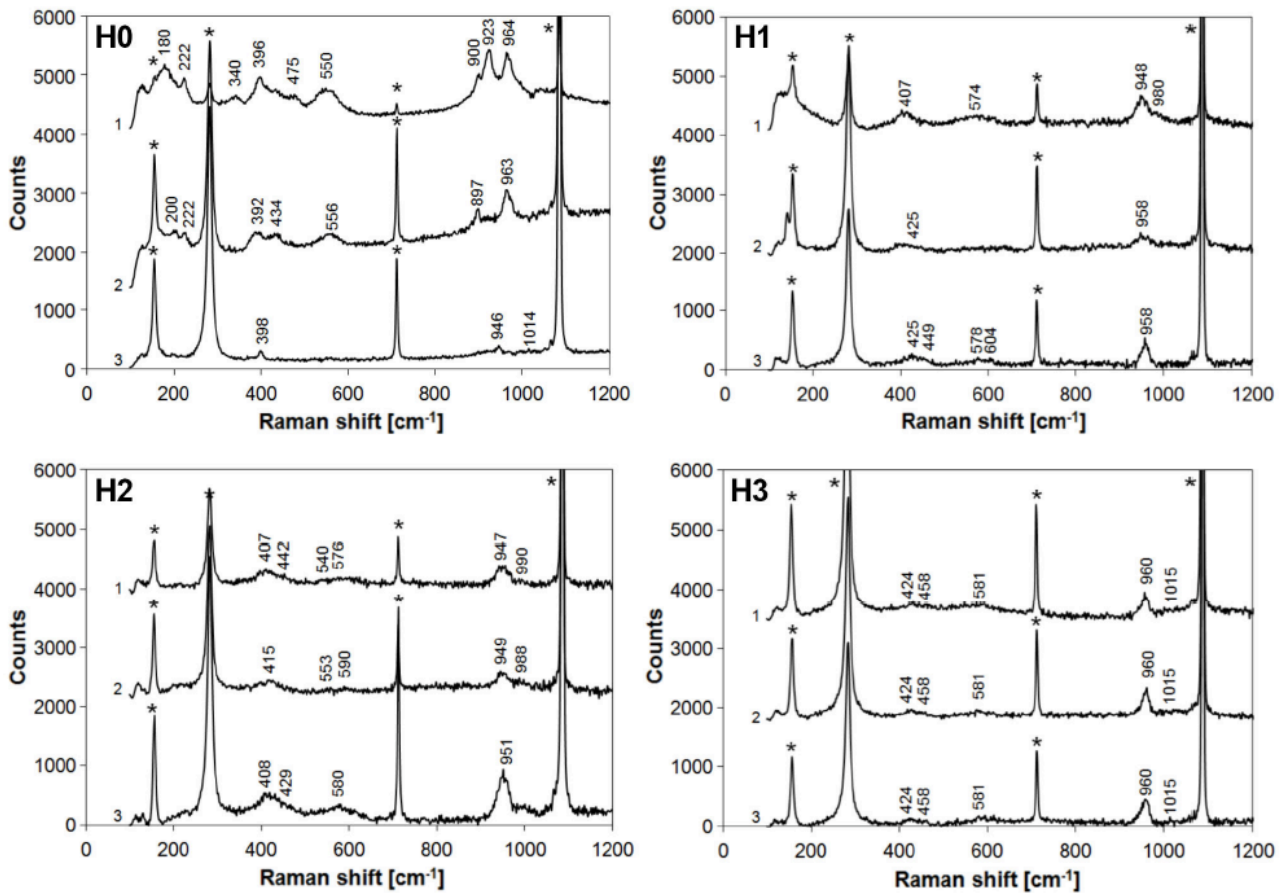 H0
6000
5000
4000
3000
2000
1000
0
Counts
* 180 222 * 340 396 475 550 * 900 923 964 *
1
* 200 222 392 434 556 * 897 963
2
* 398 * 946 1014
3
0 200 400 600 800 1000 1200
Raman shift [cm-1]
H1
6000
5000
4000
3000
2000
1000
0
Counts
* * 407 574 * 948 980 *
1
* 425 * 958
2
* 425 449 578 604 * 958
3
0 200 400 600 800 1000 1200
Raman shift [cm-1]
H2
6000
5000
4000
3000
2000
1000
0
Counts
* * 407 442 540 576 * 947 990 *
1
* 415 553 590 * 949 988
2
* 408 429 580 951
3
0 200 400 600 800 1000 1200
Raman shift [cm-1]
H3
6000
5000
4000
3000
2000
1000
0
Counts
* * 424 458 581 * 960 1015 *
1
* 424 458 581 * 960 1015
2
* 424 458 581 * 960 1015
3
0 200 400 600 800 1000 1200
Raman shift [cm-1]